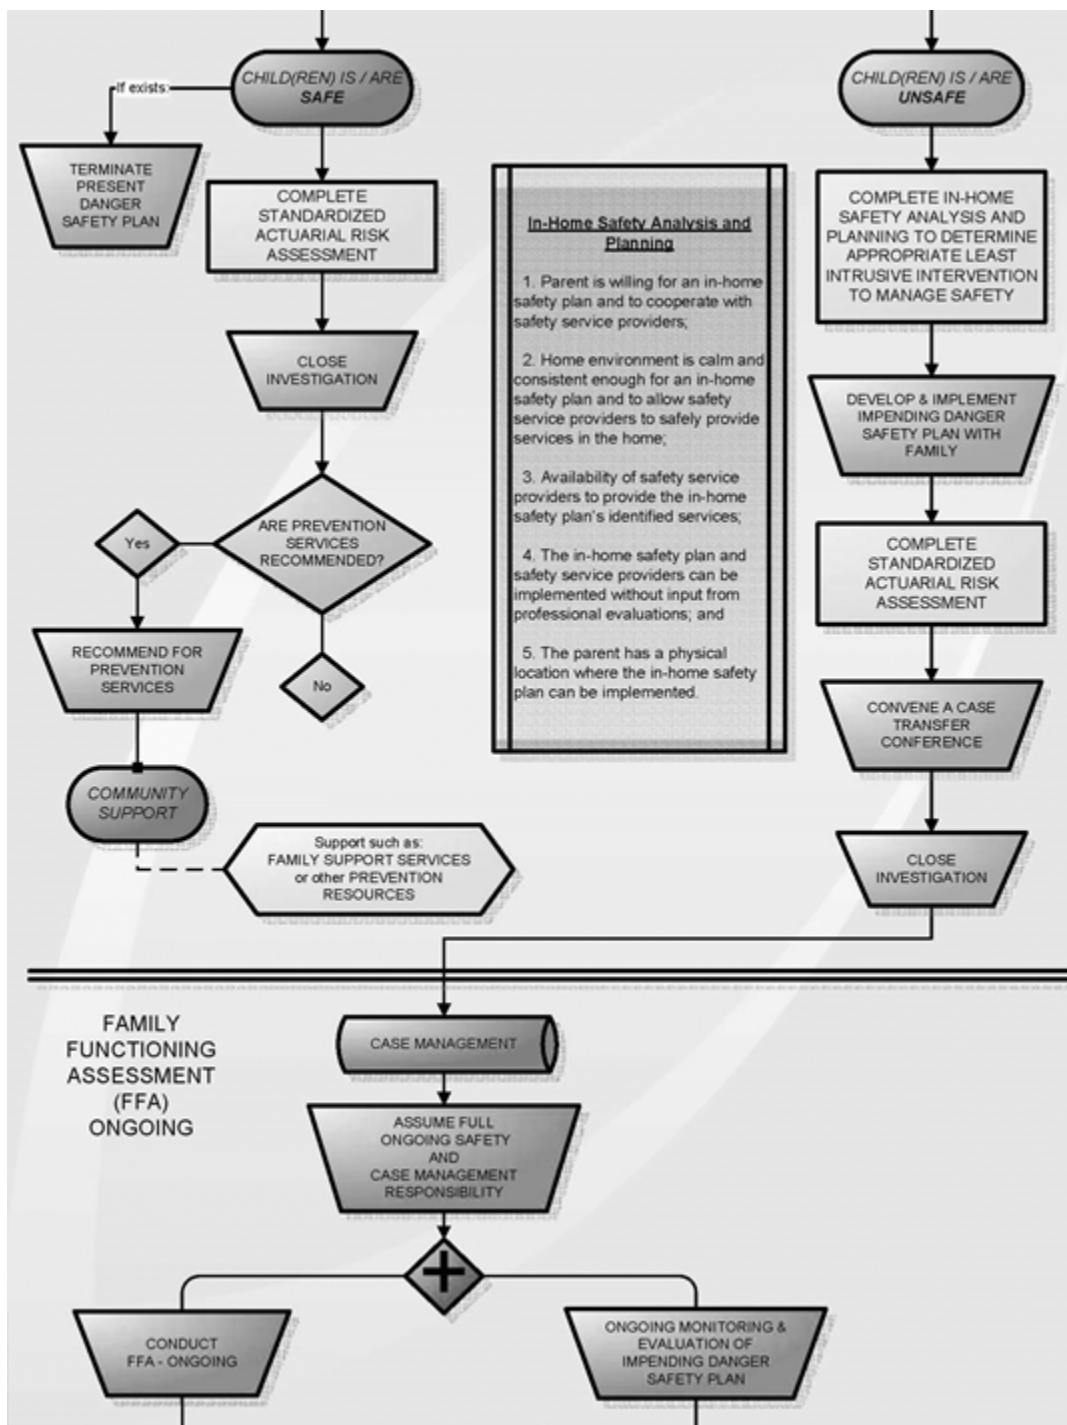 CHILD(REN) IS / ARE
SAFE
If exists:
TERMINATE
PRESENT
DANGER
SAFETY PLAN
COMPLETE
STANDARDIZED
ACTUARIAL RISK
ASSESSMENT
CLOSE
INVESTIGATION
ARE PREVENTION
SERVICES
RECOMMENDED?
Yes
No
RECOMMEND FOR
PREVENTION
SERVICES
COMMUNITY
SUPPORT
Support such as:
FAMILY SUPPORT SERVICES
or other PREVENTION
RESOURCES
In-Home Safety Analysis and
Planning
1. Parent is willing for an in-home
safety plan and to cooperate with
safety service providers;
2. Home environment is calm and
consistent enough for an in-home
safety plan and to allow safety
service providers to safely provide
services in the home;
3. Availability of safety service
providers to provide the in-home
safety plan's identified services;
4. The in-home safety plan and
safety service providers can be
implemented without input from
professional evaluations; and
5. The parent has a physical
location where the in-home safety
plan can be implemented.
CHILD(REN) IS / ARE
UNSAFE
COMPLETE IN-HOME
SAFETY ANALYSIS AND
PLANNING TO DETERMINE
APPROPRIATE LEAST
INTRUSIVE INTERVENTION
TO MANAGE SAFETY
DEVELOP & IMPLEMENT
IMPENDING DANGER
SAFETY PLAN WITH
FAMILY
COMPLETE
STANDARDIZED
ACTUARIAL RISK
ASSESSMENT
CONVENE A CASE
TRANSFER
CONFERENCE
CLOSE
INVESTIGATION
FAMILY
FUNCTIONING
ASSESSMENT
(FFA)
ONGOING
CASE MANAGEMENT
ASSUME FULL
ONGOING SAFETY
AND
CASE MANAGEMENT
RESPONSIBILITY
CONDUCT
FFA - ONGOING
ONGOING MONITORING &
EVALUATION OF
IMPENDING DANGER
SAFETY PLAN